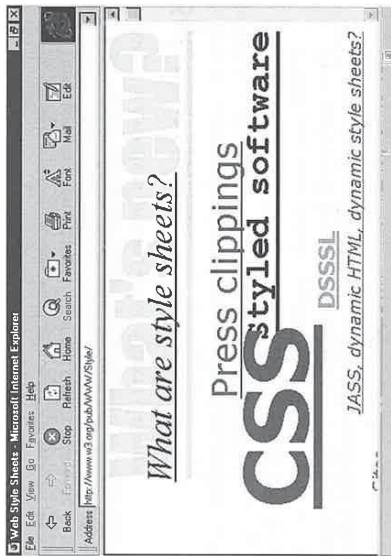 Web Style Sheets - Microsoft Internet Explorer
File Edit View Go Favorites Help
Back Forward Stop Refresh Home Search Favorites Print Font Mail Edit
Address http://www.w3.org/pub/WWW/Style/
What's new?
What are style sheets?
Press clippings
CSS Styled software
DSSSL
JASS, dynamic HTML, dynamic style sheets?